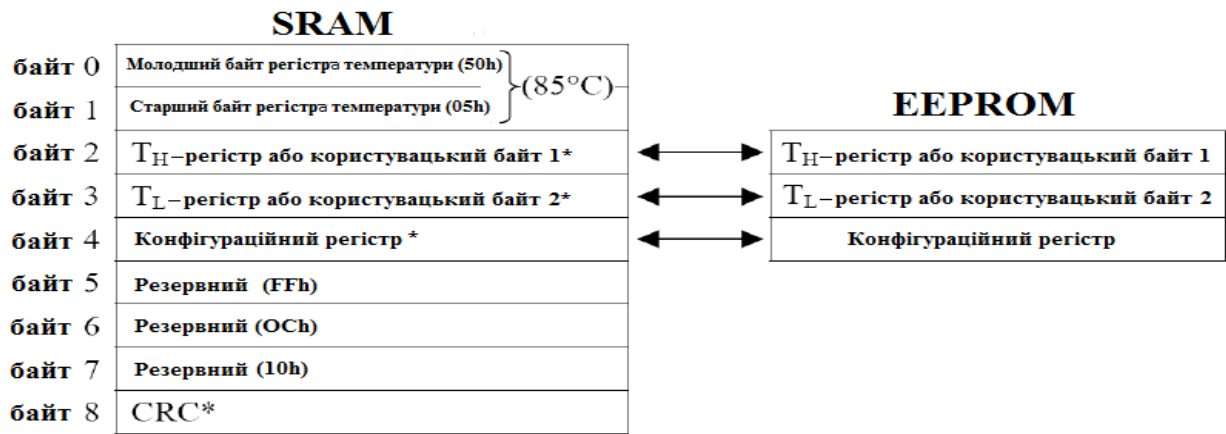 SRAM
байт 0 Молодший байт регістра температури (50h)
(85°C)
байт 1 Старший байт регістра температури (05h)
EEPROM
байт 2 TH–регістр або користувацький байт 1* TH–регістр або користувацький байт 1
байт 3 TL–регістр або користувацький байт 2* TL–регістр або користувацький байт 2
байт 4 Конфігураційний регістр * Конфігураційний регістр
байт 5 Резервний (FFh)
байт 6 Резервний (OCh)
байт 7 Резервний (10h)
байт 8 CRC*